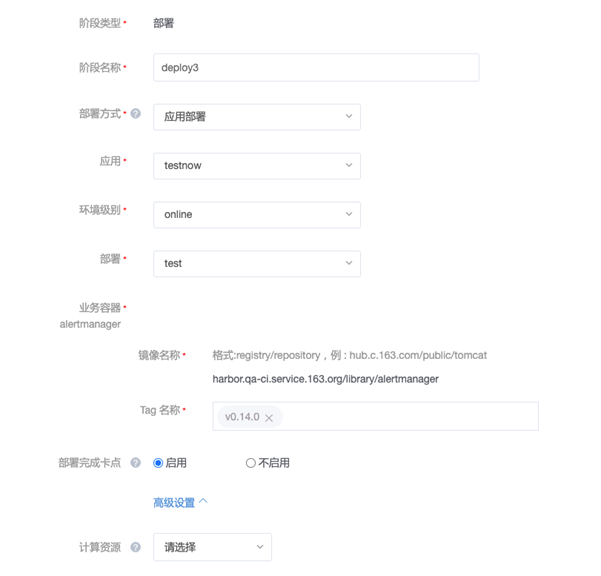 阶段类型* 部署
阶段名称* deploy3
部署方式* ? 应用部署
应用* testnow
环境级别* online
部署* test
业务容器*
alertmanager
镜像名称* 格式:registry/repository，例 : hub.c.163.com/public/tomcat
harbor.qa-ci.service.163.org/library/alertmanager
Tag 名称* v0.14.0
部署完成卡点 ? 启用 不启用
高级设置
计算资源 ? 请选择